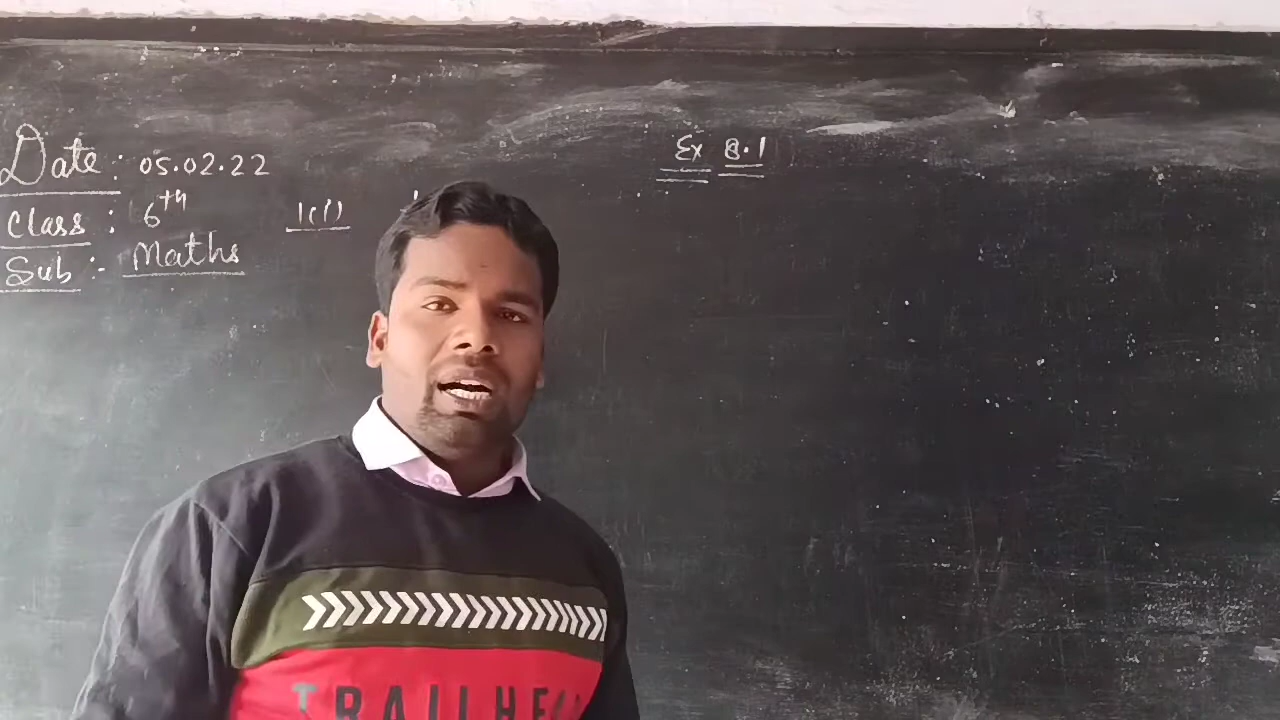 Date : 05.02.22
Ex 8.1
Class : 6th
1(i)
Sub :- Maths